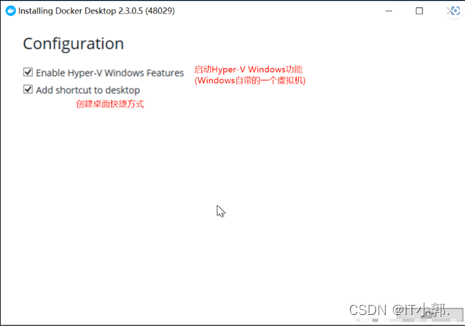 Installing Docker Desktop 2.3.0.5 (48029)
Configuration
Enable Hyper-V Windows Features
启动Hyper-V Windows功能
(Windows自带的一个虚拟机)
Add shortcut to desktop
创建桌面快捷方式
CSDN @IT小郭.